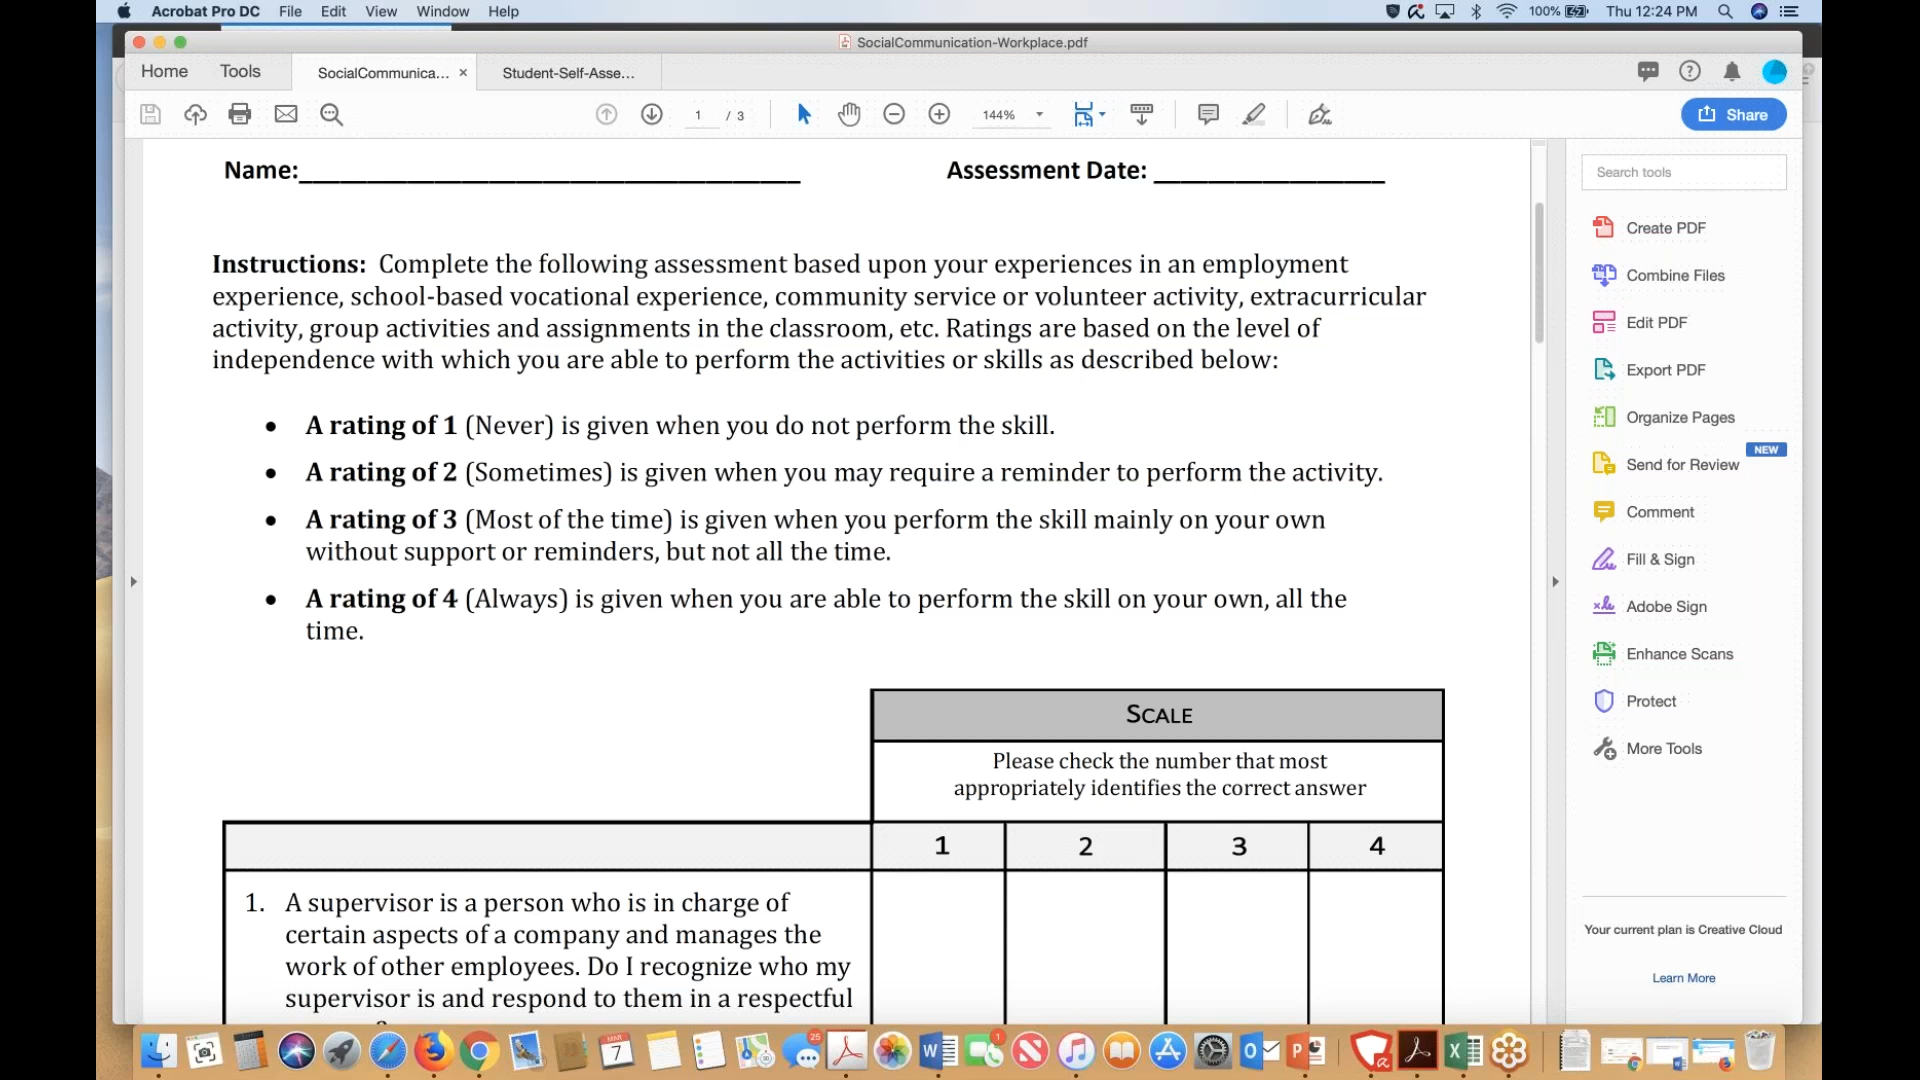 Acrobat Pro DC File Edit View Window Help 100% Thu 12:24 PM
SocialCommunication-Workplace.pdf
Home Tools SocialCommunica... × Student-Self-Asse...
1 / 3 144% Share
Name: Assessment Date:
Instructions: Complete the following assessment based upon your experiences in an employment
experience, school-based vocational experience, community service or volunteer activity, extracurricular
activity, group activities and assignments in the classroom, etc. Ratings are based on the level of
independence with which you are able to perform the activities or skills as described below:
• A rating of 1 (Never) is given when you do not perform the skill.
• A rating of 2 (Sometimes) is given when you may require a reminder to perform the activity.
• A rating of 3 (Most of the time) is given when you perform the skill mainly on your own
without support or reminders, but not all the time.
• A rating of 4 (Always) is given when you are able to perform the skill on your own, all the
time.
SCALE
Please check the number that most
appropriately identifies the correct answer
1 2 3 4
1. A supervisor is a person who is in charge of
certain aspects of a company and manages the
work of other employees. Do I recognize who my
supervisor is and respond to them in a respectful
Search tools
Create PDF
Combine Files
Edit PDF
Export PDF
Organize Pages
NEW
Send for Review
Comment
Fill & Sign
Adobe Sign
Enhance Scans
Protect
More Tools
Your current plan is Creative Cloud
Learn More
MAR
7
25
1